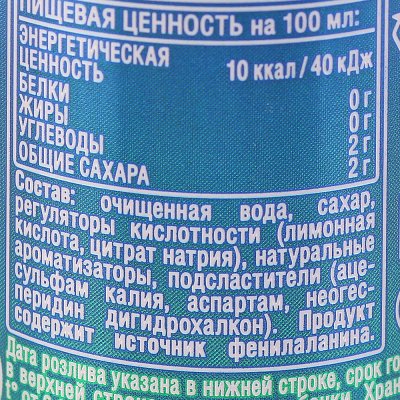 ПИЩЕВАЯ ЦЕННОСТЬ на 100 мл:
ЭНЕРГЕТИЧЕСКАЯ
ЦЕННОСТЬ 10 ккал/40 кДж
БЕЛКИ 0 г
ЖИРЫ 0 г
УГЛЕВОДЫ 2 г
ОБЩИЕ САХАРА 2 г
Состав: очищенная вода, сахар,
регуляторы кислотности (лимонная
кислота, цитрат натрия), натуральные
ароматизаторы, подсластители (аце-
сульфам калия, аспартам, неогес-
перидин дигидрохалкон). Продукт
содержит источник фенилаланина.
Дата розлива указана в нижней строке, срок го
в верхней строке Хран